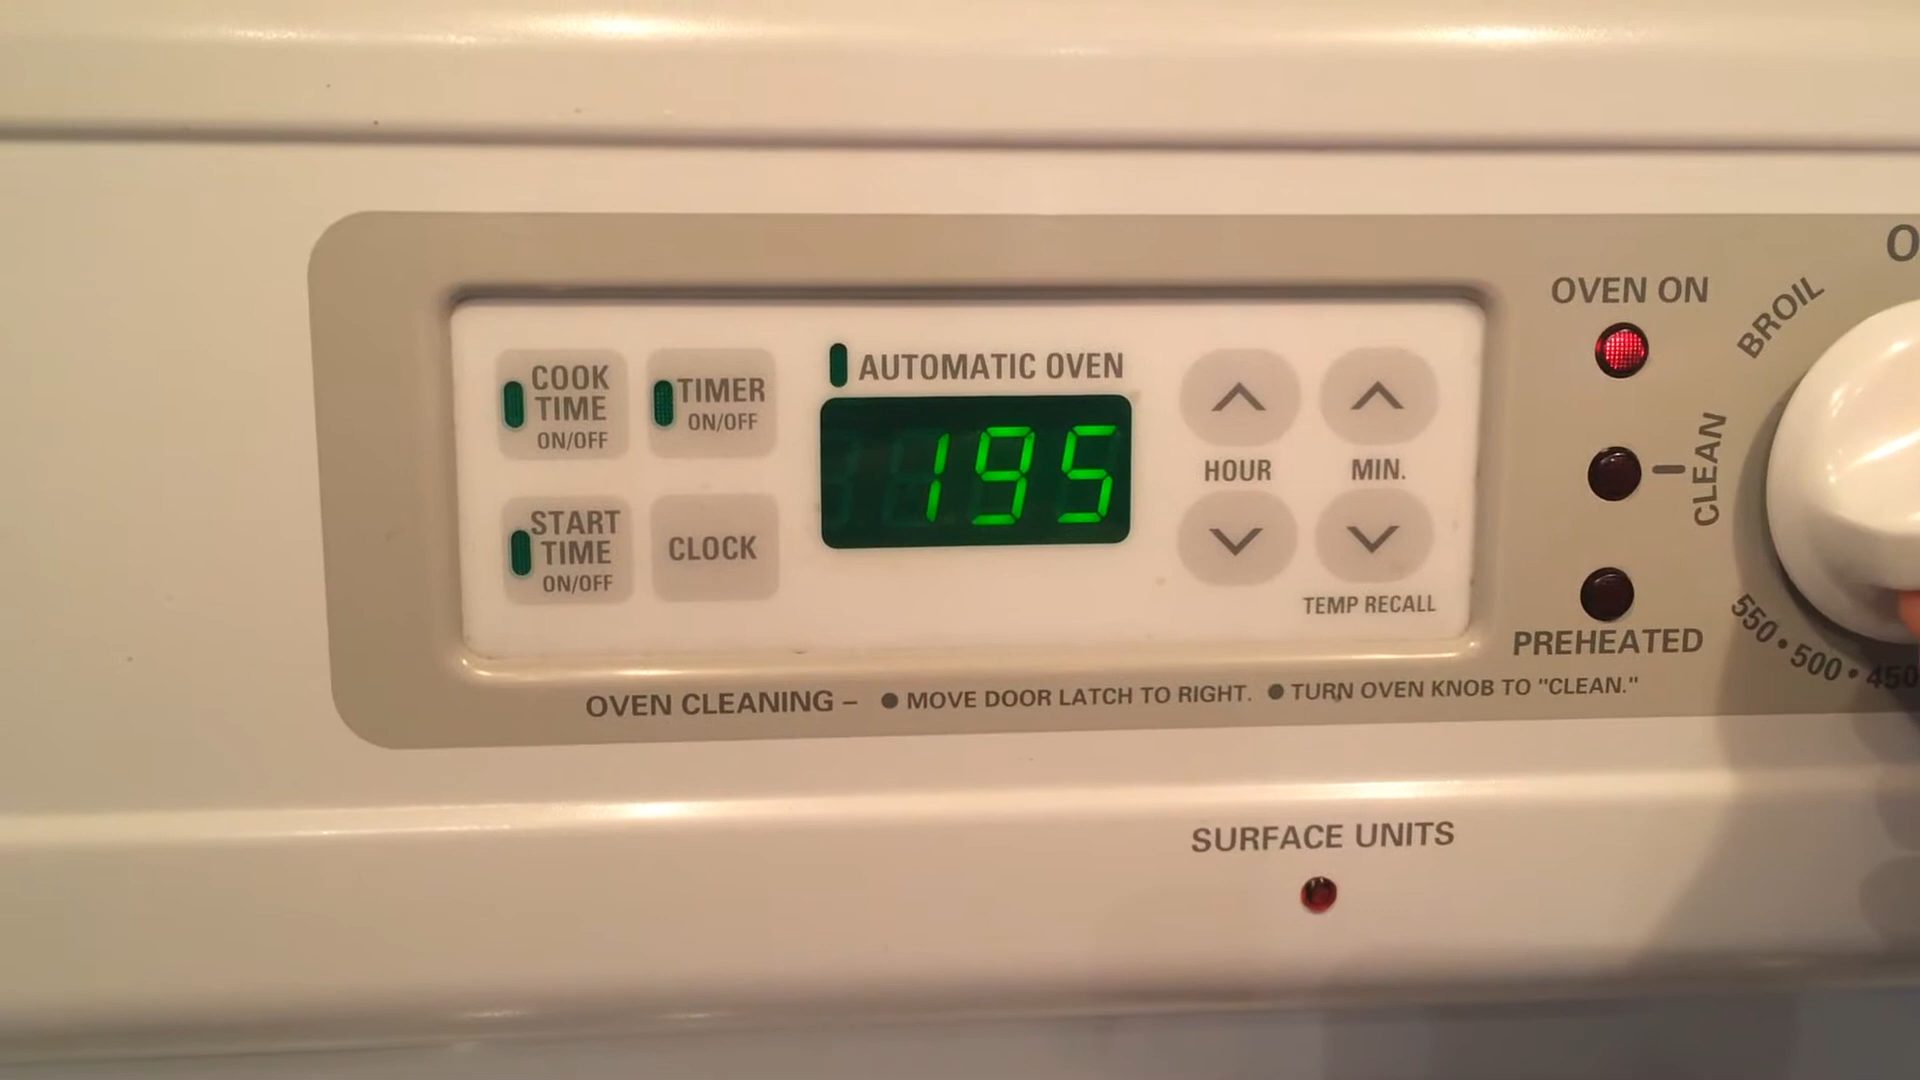 COOK
TIME
ON/OFF
TIMER
ON/OFF
AUTOMATIC OVEN
195
START
TIME
ON/OFF
CLOCK
HOUR
MIN.
TEMP RECALL
OVEN ON
CLEAN
PREHEATED
O
BROIL
550 • 500 • 450
OVEN CLEANING – ● MOVE DOOR LATCH TO RIGHT. ● TURN OVEN KNOB TO "CLEAN."
SURFACE UNITS